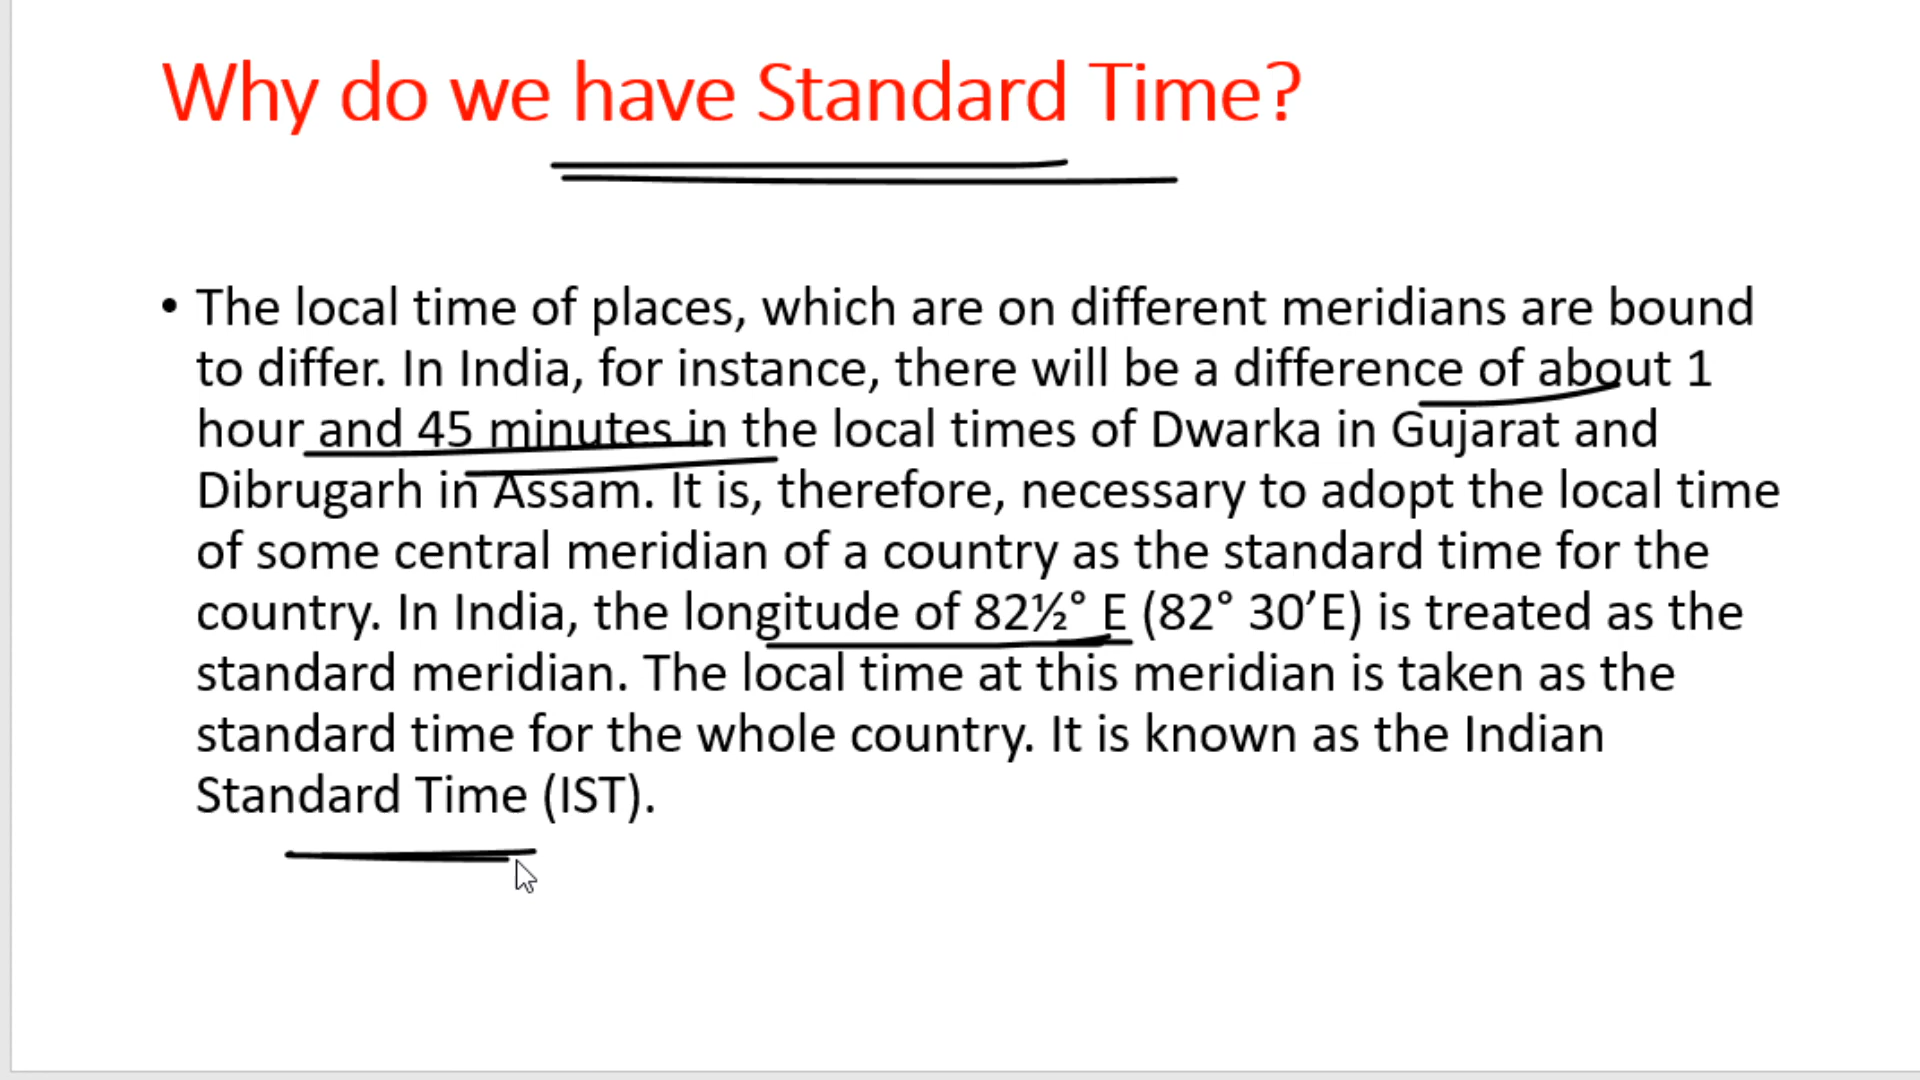 Why do we have Standard Time?
• The local time of places, which are on different meridians are bound
to differ. In India, for instance, there will be a difference of about 1
hour and 45 minutes in the local times of Dwarka in Gujarat and
Dibrugarh in Assam. It is, therefore, necessary to adopt the local time
of some central meridian of a country as the standard time for the
country. In India, the longitude of 82½° E (82° 30’E) is treated as the
standard meridian. The local time at this meridian is taken as the
standard time for the whole country. It is known as the Indian
Standard Time (IST).